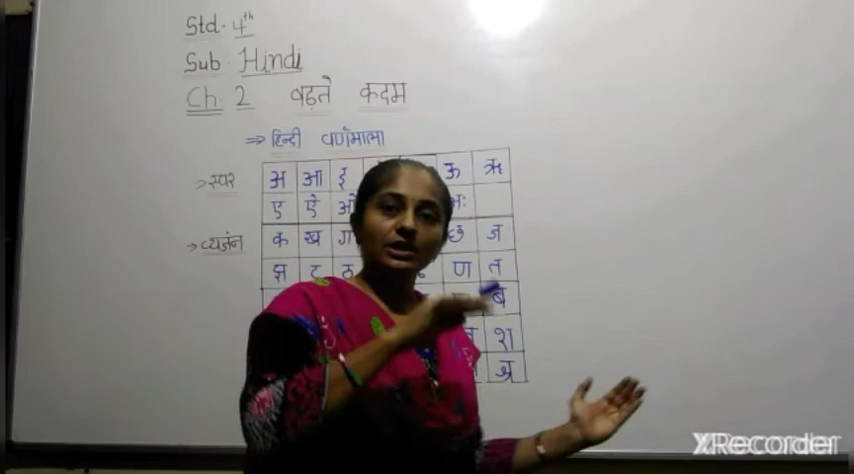 Std. 4th
Sub. Hindi
Ch. 2 बढ़ते कदम
⇒ हिन्दी वर्णमाला
→ स्वर अ आ इ ऊ ऋ
ए ऐ ओ अः
→ व्यंजन क ख ग छ ज
झ ट ठ ण त
ब
श
श्र
XRecorder